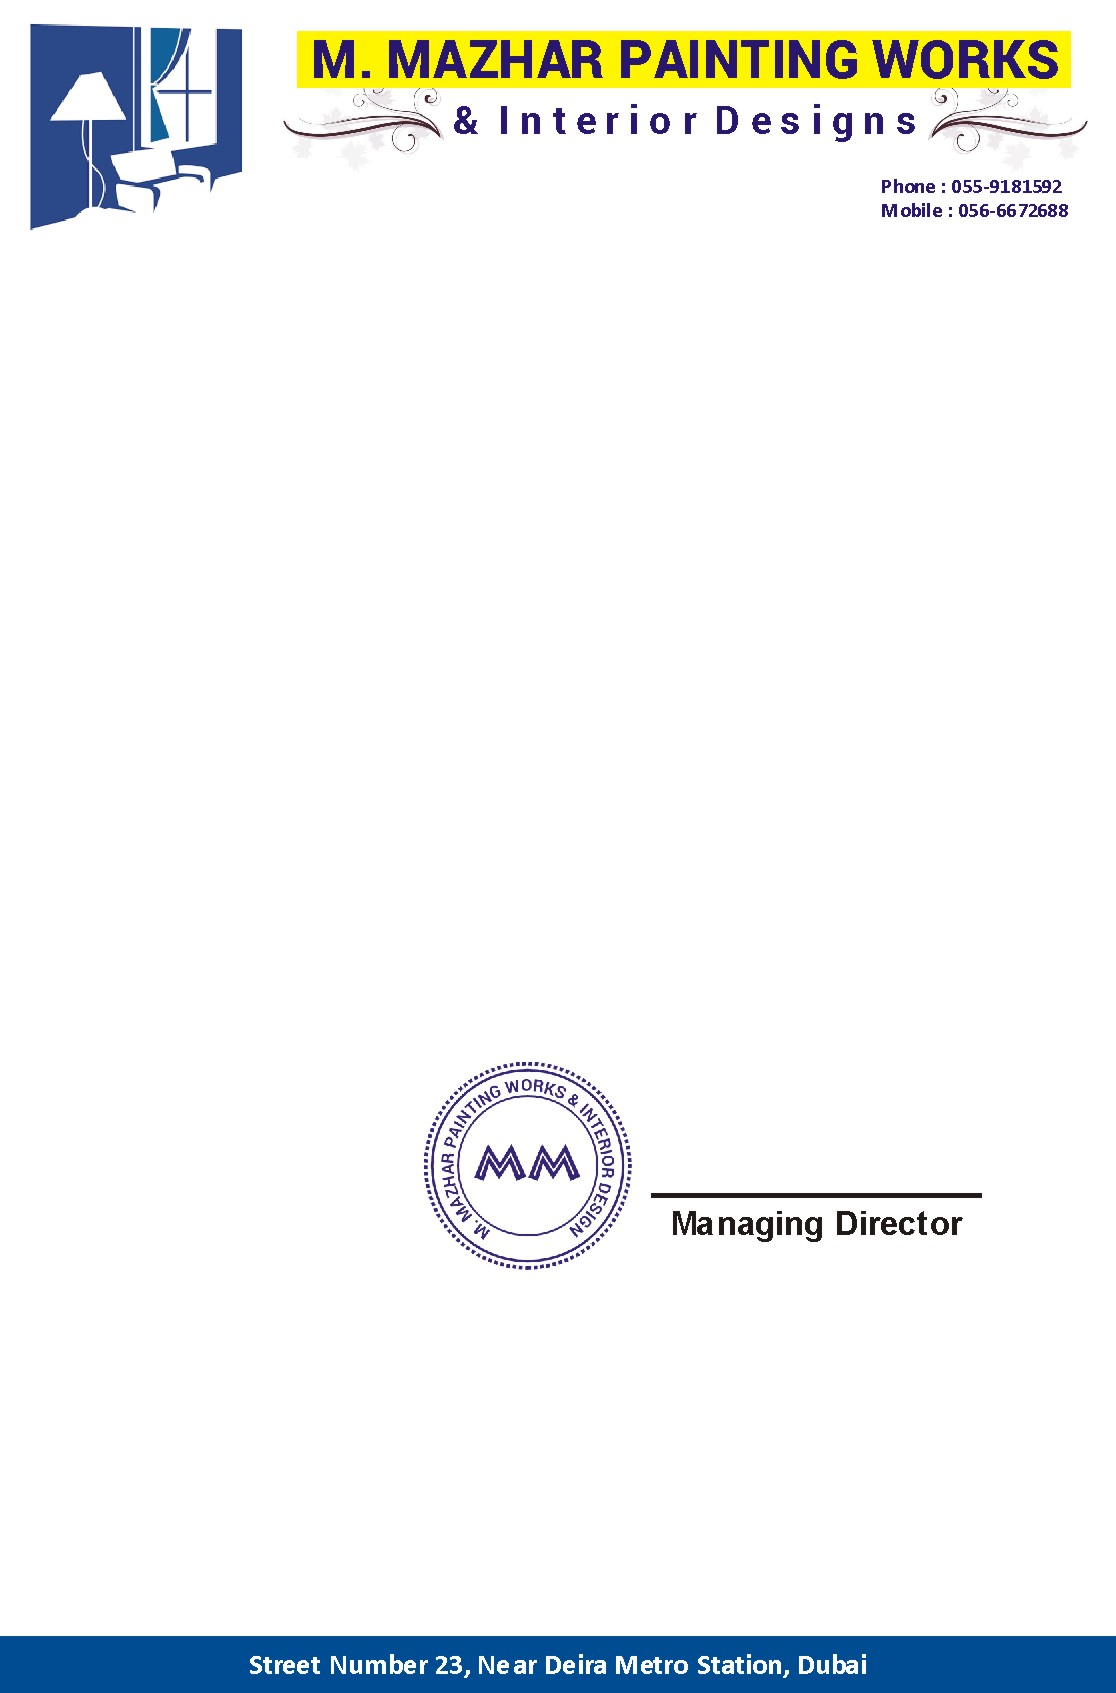 M. MAZHAR PAINTING WORKS
& Interior Designs
Phone : 055-9181592
Mobile : 056-6672688
M. MAZHAR PAINTING WORKS & INTERIOR DESIGN
MM
Managing Director
Street Number 23, Near Deira Metro Station, Dubai